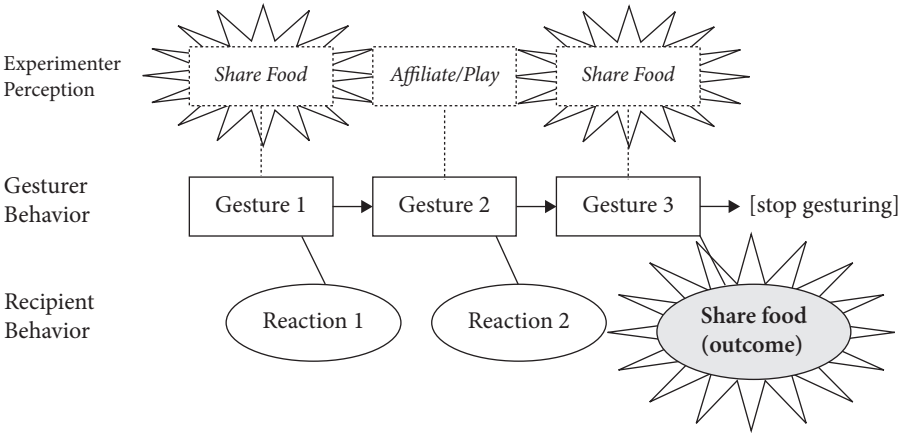 Experimenter
Perception
Share Food
Affiliate/Play
Share Food
Gesturer
Behavior
Gesture 1
Gesture 2
Gesture 3
[stop gesturing]
Recipient
Behavior
Reaction 1
Reaction 2
Share food
(outcome)